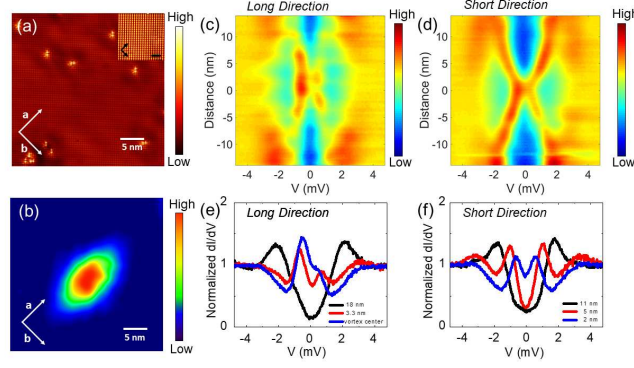 (a)
High
a
b
5 nm
Low
(c)
Long Direction
High
Distance (nm)
10
5
0
-5
-10
-4
-2
0
2
4
V (mV)
Low
(d)
Short Direction
High
Distance (nm)
10
5
0
-5
-10
-4
-2
0
2
4
V (mV)
Low
(b)
High
a
b
5 nm
Low
(e)
Long Direction
Normalized dI/dV
2
1
0
18 nm
3.3 nm
vortex center
-4
-2
0
2
4
V (mV)
(f)
Short Direction
Normalized dI/dV
2
1
0
11 nm
5 nm
2 nm
-4
-2
0
2
4
V (mV)